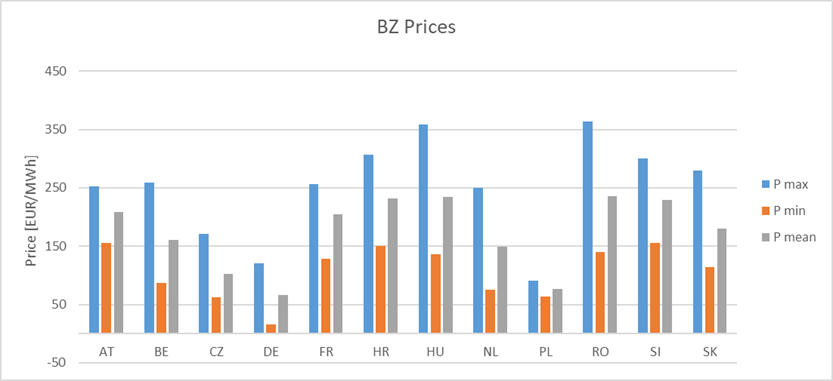 BZ Prices
450
350
250
150
50
-50
Price [EUR/MWh]
AT BE CZ DE FR HR HU NL PL RO SI SK
P max
P min
P mean